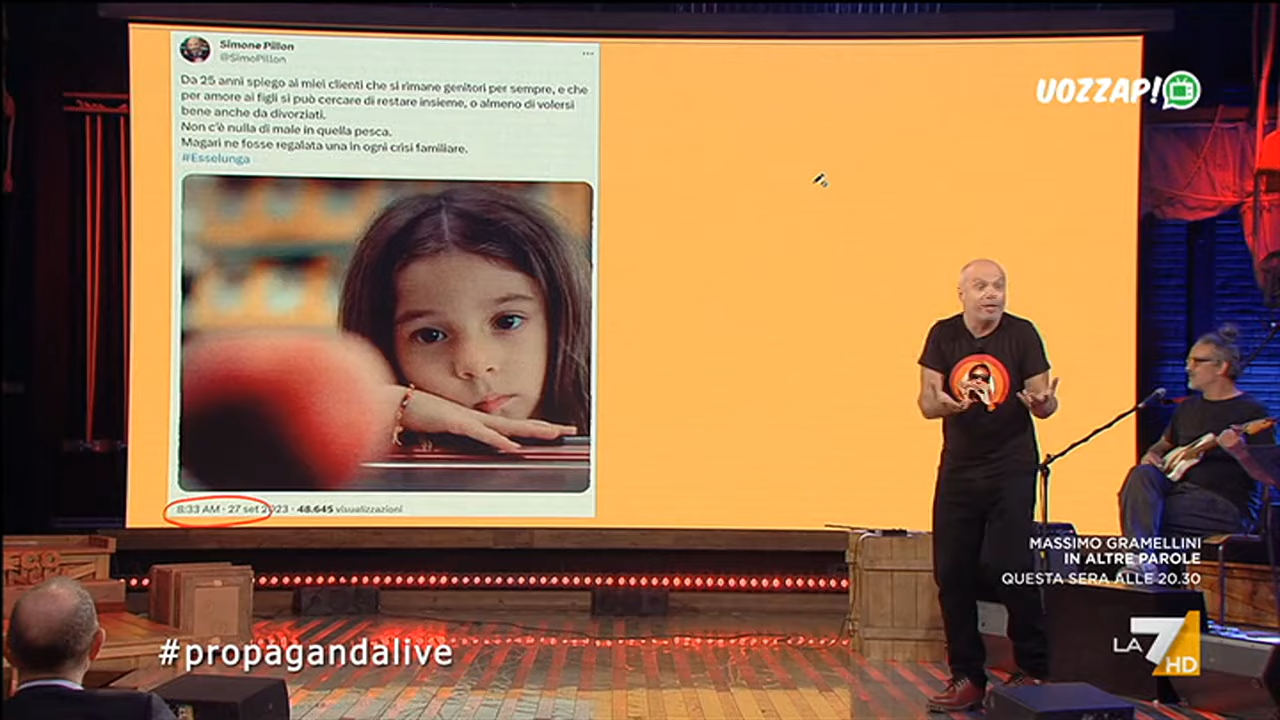 Simone Pillon
@SimoPillon
Da 25 anni spiego ai miei clienti che si rimane genitori per sempre, e che
per amore ai figli si può cercare di restare insieme, o almeno di volersi
bene anche da divorziati.
Non c'è nulla di male in quella pesca.
Magari ne fosse regalata una in ogni crisi familiare.
#Esselunga
8:33 AM · 27 set 2023 · 48.645 visualizzazioni
UOZZAP!
MASSIMO GRAMELLINI
IN ALTRE PAROLE
QUESTA SERA ALLE 20.30
#propagandalive
LA7 HD